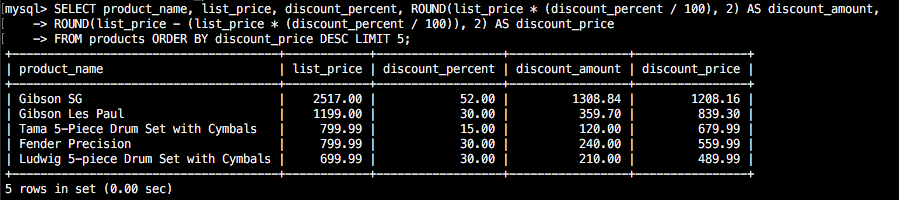 mysql> SELECT product_name, list_price, discount_percent, ROUND(list_price * (discount_percent / 100), 2) AS discount_amount,
    -> ROUND(list_price - (list_price * (discount_percent / 100)), 2) AS discount_price
    -> FROM products ORDER BY discount_price DESC LIMIT 5;
+------------------------------------+------------+------------------+-----------------+----------------+
| product_name                       | list_price | discount_percent | discount_amount | discount_price |
+------------------------------------+------------+------------------+-----------------+----------------+
| Gibson SG                          |    2517.00 |            52.00 |         1308.84 |        1208.16 |
| Gibson Les Paul                    |    1199.00 |            30.00 |          359.70 |         839.30 |
| Tama 5-Piece Drum Set with Cymbals |     799.99 |            15.00 |          120.00 |         679.99 |
| Fender Precision                   |     799.99 |            30.00 |          240.00 |         559.99 |
| Ludwig 5-piece Drum Set with Cymbals |     699.99 |            30.00 |          210.00 |         489.99 |
+------------------------------------+------------+------------------+-----------------+----------------+
5 rows in set (0.00 sec)